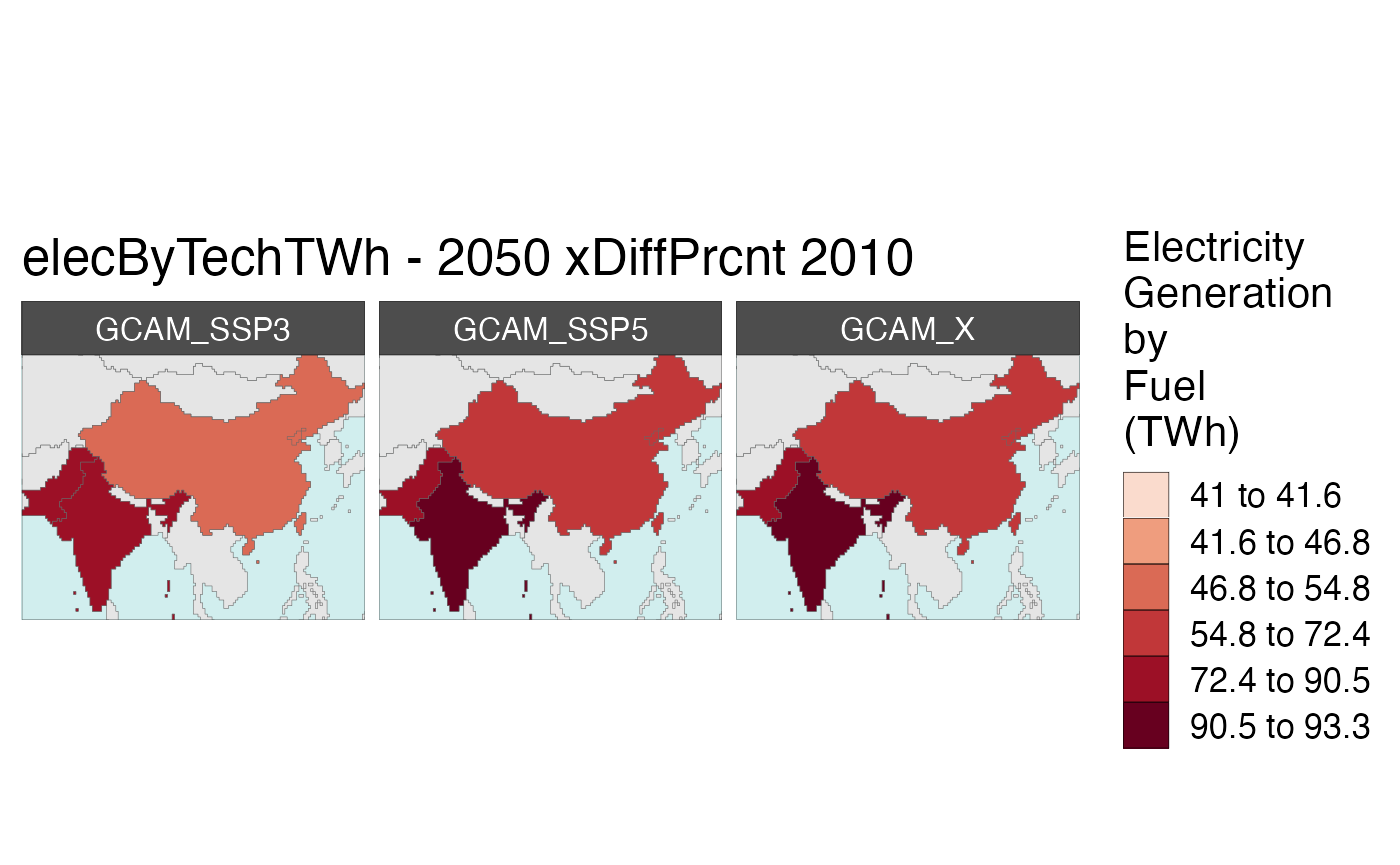 elecByTechTWh - 2050 xDiffPrcnt 2010
GCAM_SSP3
GCAM_SSP5
GCAM_X
Electricity
Generation
by
Fuel
(TWh)
41 to 41.6
41.6 to 46.8
46.8 to 54.8
54.8 to 72.4
72.4 to 90.5
90.5 to 93.3